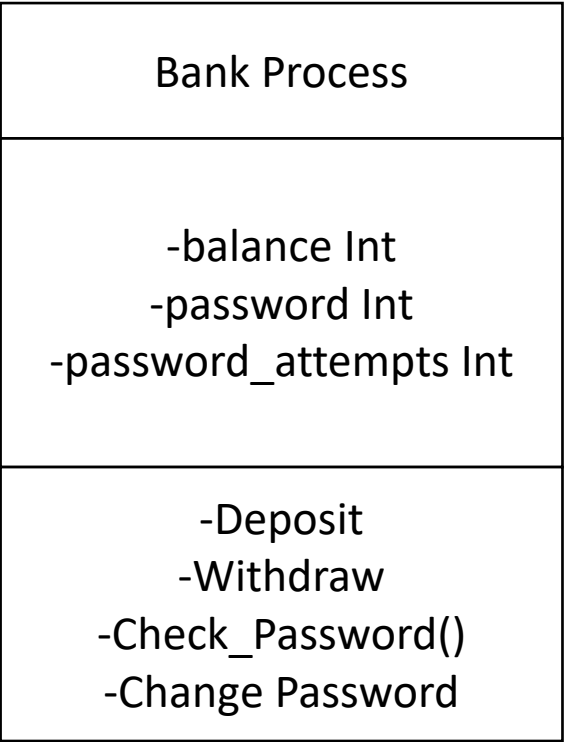 Bank Process
-balance Int
-password Int
-password_attempts Int
-Deposit
-Withdraw
-Check_Password()
-Change Password